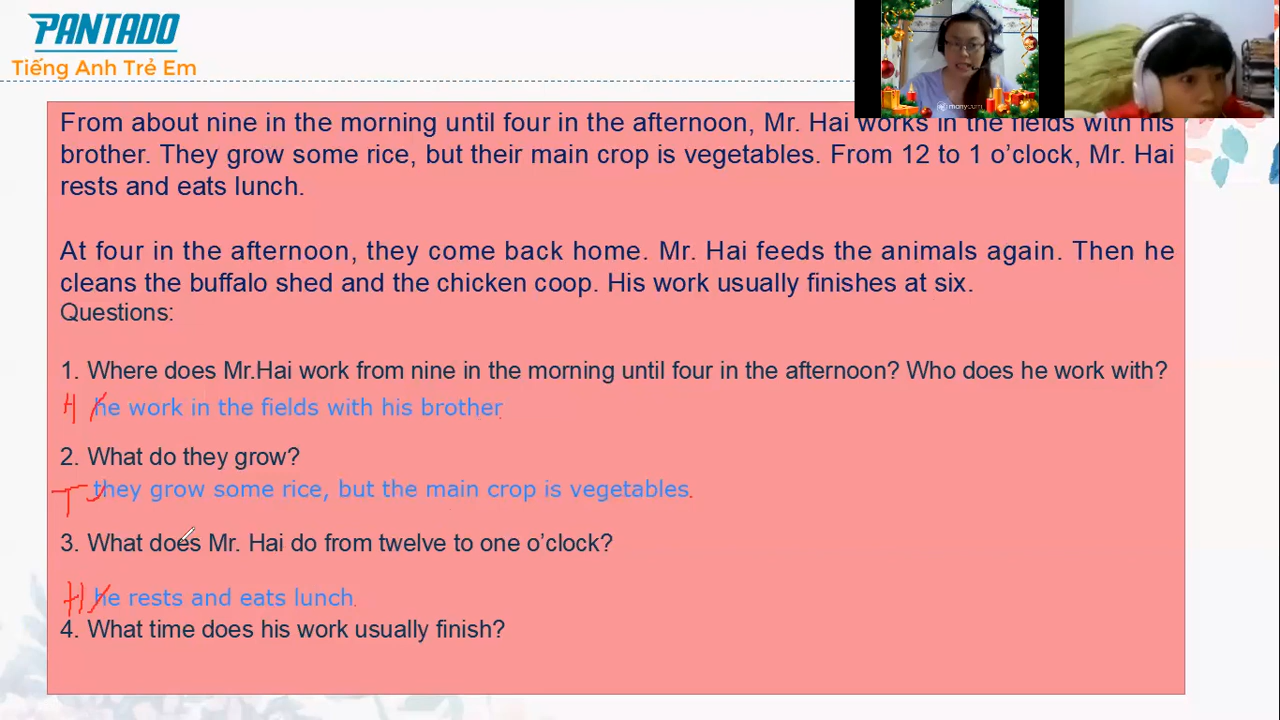 PANTADO
Tiếng Anh Trẻ Em
manycam
From about nine in the morning until four in the afternoon, Mr. Hai works in the fields with his
brother. They grow some rice, but their main crop is vegetables. From 12 to 1 o’clock, Mr. Hai
rests and eats lunch.
At four in the afternoon, they come back home. Mr. Hai feeds the animals again. Then he
cleans the buffalo shed and the chicken coop. His work usually finishes at six.
Questions:
1. Where does Mr.Hai work from nine in the morning until four in the afternoon? Who does he work with?
H he work in the fields with his brother.
2. What do they grow?
T they grow some rice, but the main crop is vegetables.
3. What does Mr. Hai do from twelve to one o’clock?
H he rests and eats lunch.
4. What time does his work usually finish?